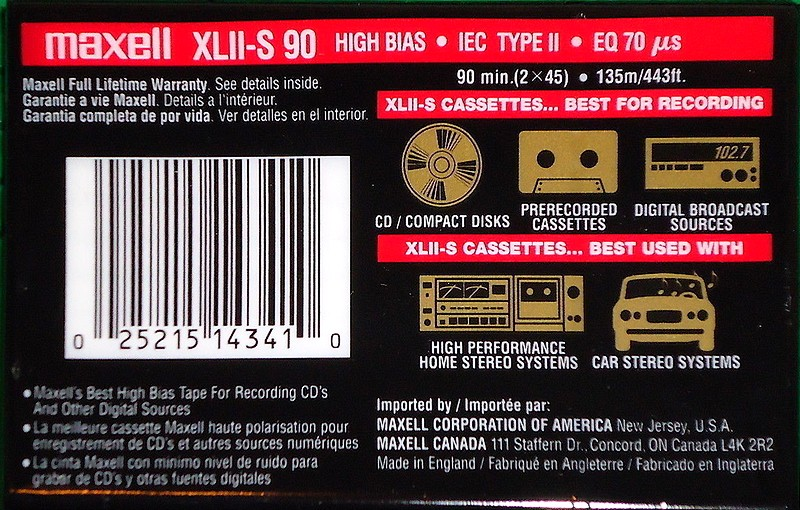 maxell XLII-S 90 HIGH BIAS • IEC TYPE II • EQ 70 µs
90 min.(2×45) • 135m/443ft.
Maxell Full Lifetime Warranty. See details inside.
Garantie a vie Maxell. Details a l'intérieur.
Garantia completa de por vida. Ver detalles en el interior.
XLII-S CASSETTES... BEST FOR RECORDING
102.7
CD / COMPACT DISKS
PRERECORDED
CASSETTES
DIGITAL BROADCAST
SOURCES
XLII-S CASSETTES... BEST USED WITH
HIGH PERFORMANCE
HOME STEREO SYSTEMS
CAR STEREO SYSTEMS
0 25215 14341 0
• Maxell's Best High Bias Tape For Recording CD's
And Other Digital Sources
• La meilleure cassette Maxell haute polarisation pour
enregistrement de CD's et autres sources numériques
• La cinta Maxell con minimo nivel de ruido para
grabar de CD's y otras fuentes digitales
Imported by / Importée par:
MAXELL CORPORATION OF AMERICA New Jersey, U.S.A.
MAXELL CANADA 111 Staffern Dr., Concord, ON Canada L4K 2R2
Made in England / Fabriqué en Angleterre / Fabricado en Inglaterra